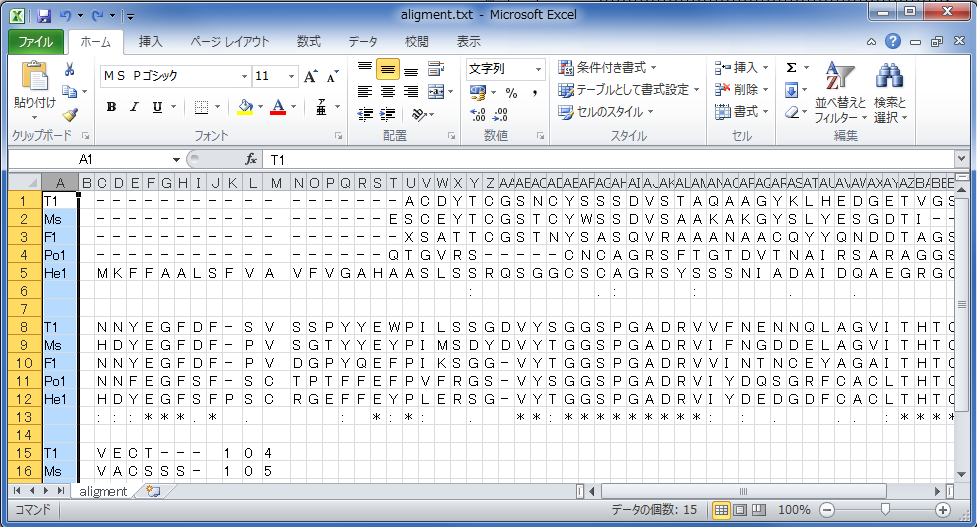 aligment.txt - Microsoft Excel
ファイル ホーム 挿入 ページ レイアウト 数式 データ 校閲 表示
貼り付け
クリップボード
ＭＳ Ｐゴシック 11
B I U
フォント
配置
文字列
数値
条件付き書式
テーブルとして書式設定
セルのスタイル
スタイル
挿入
削除
書式
セル
並べ替えと
フィルター
検索と
選択
編集
A1 fx T1
A B C D E F G H I J K L M N O P Q R S T U V W X Y Z
1 T1 - - - - - - - - - - - - - - - - - - - A C D Y T C G S N C Y S S S D V S T A Q A A G Y K L H E D G E T V G S
2 Ms - - - - - - - - - - - - - - - - - - E S C E Y T C G S T C Y W S S D V S A A K A K G Y S L Y E S G D T I - -
3 F1 - - - - - - - - - - - - - - - - - - - X S A T T C G S T N Y S A S Q V R A A A N A A C Q Y Y Q N D D T A G S
4 Po1 - - - - - - - - - - - - - - - - - - Q T G V R S - - - - - C N C A G R S F T G T D V T N A I R S A R A G G S
5 He1 M K F F A A L S F V A V F V G A H A A S L S S R Q S G G C S C A G R S Y S S S N I A D A I D Q A E G R G G
6 : . : : . .
7
8 T1 N N Y E G F D F - S V S S P Y Y E W P I L S S G D V Y S G G S P G A D R V V F N E N N Q L A G V I T H T G
9 Ms H D Y E G F D F - P V S G T Y Y E Y P I M S D Y D V Y T G G S P G A D R V I F N G D D E L A G V I T H T G
10 F1 N N Y E G F D F - P V D G P Y Q E F P I K S G G - V Y T G G S P G A D R V V I N T N C E Y A G A I T H T G
11 Po1 N N F E G F S F - S C T P T F F E F P V F R G S - V Y S G G S P G A D R V I Y D Q S G R F C A C L T H T G
12 He1 H D Y E G F S F P S C R G E F F E Y P L E R S G - V Y T G G S P G A D R V I Y D E D G D F C A C L T H T G
13 : : : * * * . * . : * : * : . * * : * * * * * * * * * : : . : * * * *
14
15 T1 V E C T - - - 1 0 4
16 Ms V A C S S S - 1 0 5
aligment
コマンド データの個数: 15 100%